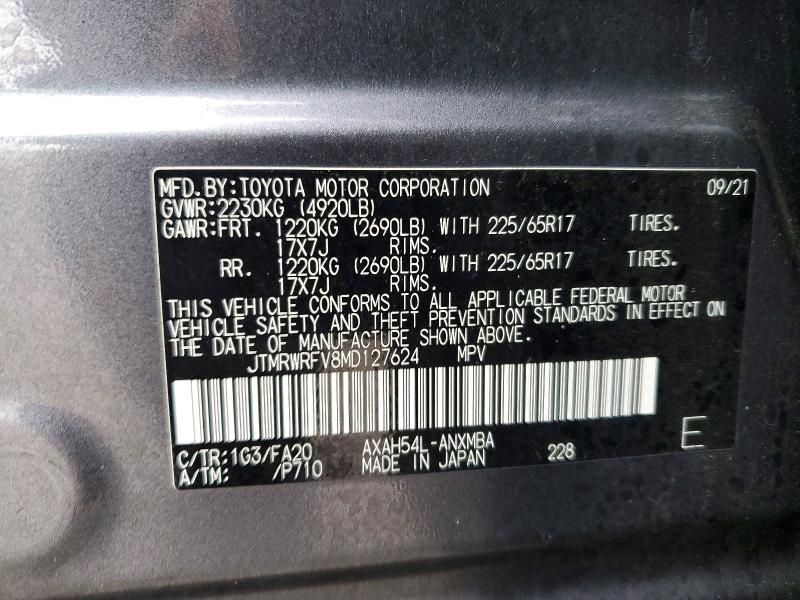 MFD.BY:TOYOTA MOTOR CORPORATION 09/21
GVWR:2230KG (4920LB)
GAWR:FRT. 1220KG (2690LB) WITH 225/65R17 TIRES.
17X7J RIMS.
RR. 1220KG (2690LB) WITH 225/65R17 TIRES.
17X7J RIMS.
THIS VEHICLE CONFORMS TO ALL APPLICABLE FEDERAL MOTOR
VEHICLE SAFETY AND THEFT PREVENTION STANDARDS IN EFFECT ON
THE DATE OF MANUFACTURE SHOWN ABOVE.
JTMRWRFV8MD127624 MPV
C/TR:1G3/FA20 AXAH54L-ANXMBA 228 E
A/TM: /P710 MADE IN JAPAN